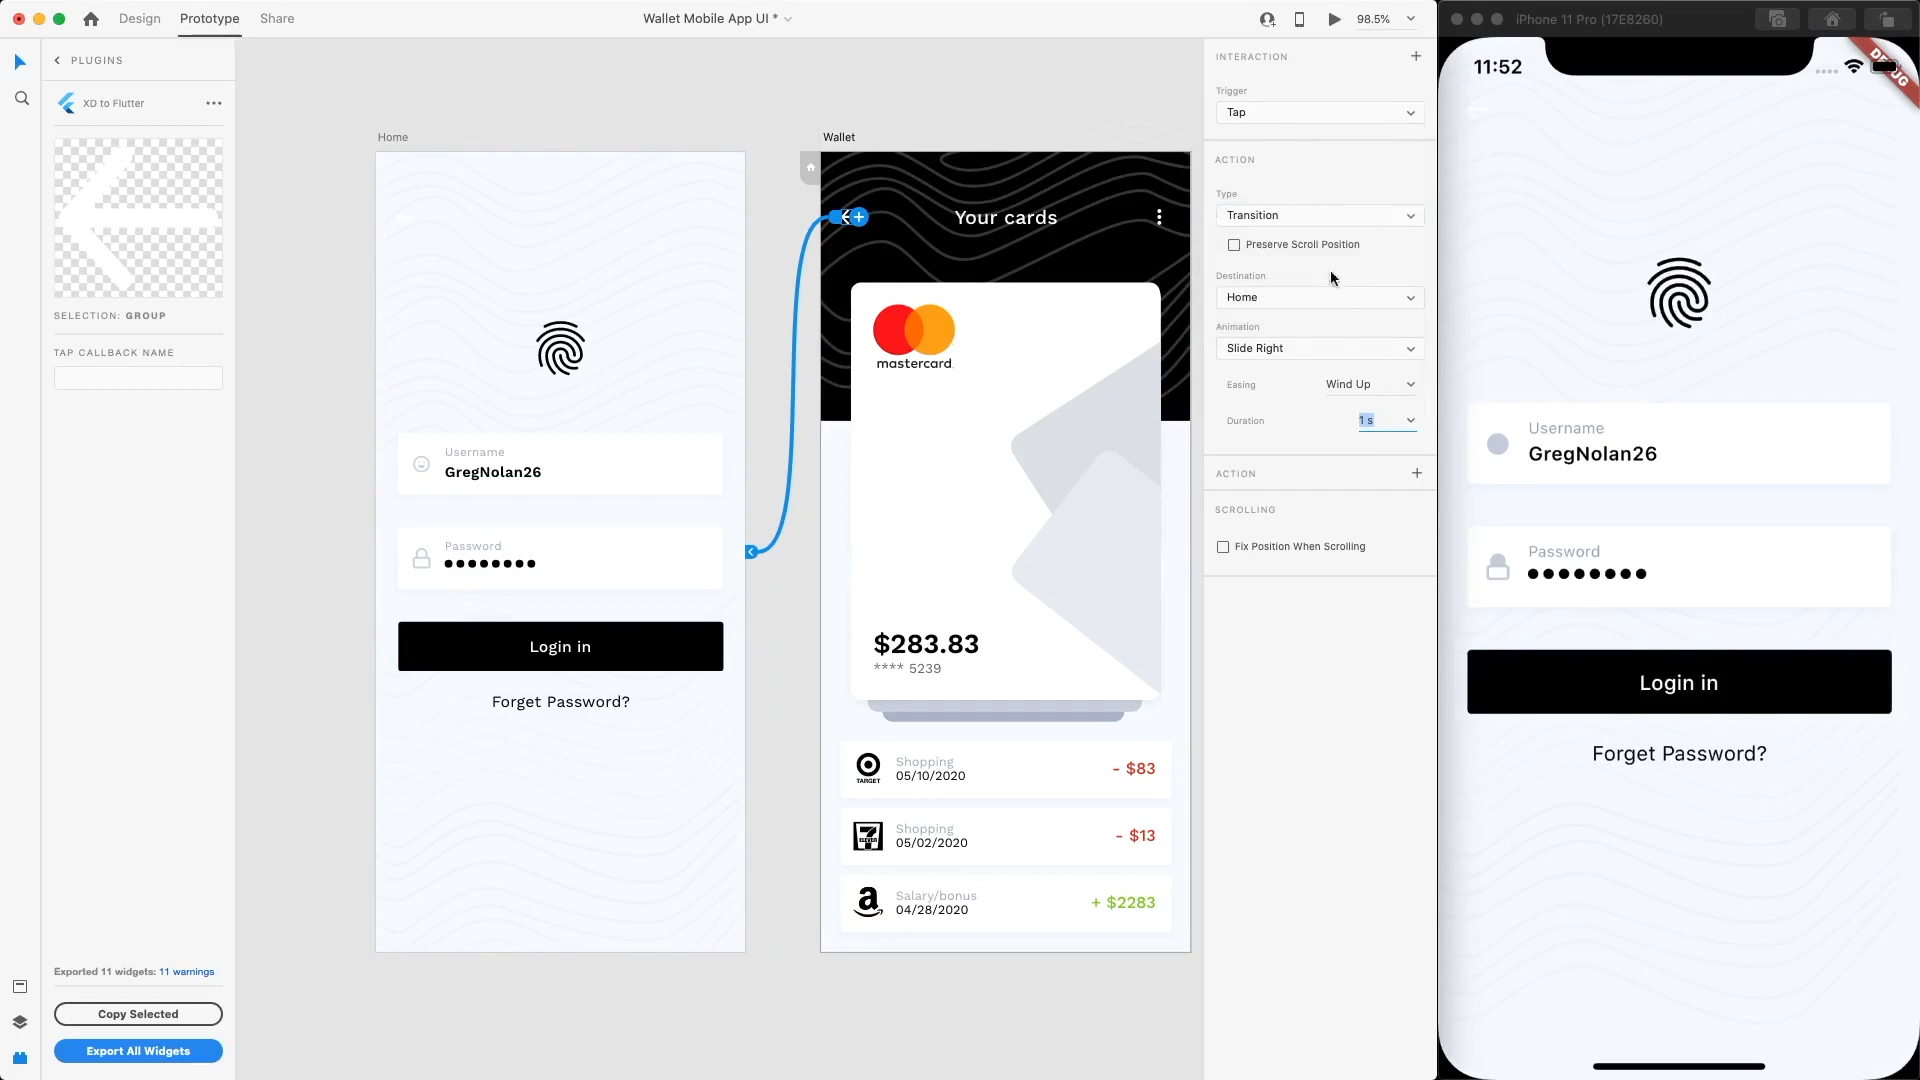 Design
Prototype
Share
Wallet Mobile App UI *
98.5%
iPhone 11 Pro (17E8260)
PLUGINS
XD to Flutter
SELECTION: GROUP
TAP CALLBACK NAME
Exported 11 widgets: 11 warnings
Copy Selected
Export All Widgets
Home
Username
GregNolan26
Password
Login in
Forget Password?
Wallet
Your cards
mastercard
$283.83
**** 5239
TARGET
Shopping
05/10/2020
- $83
7
ELEVEN
Shopping
05/02/2020
- $13
a
Salary/bonus
04/28/2020
+ $2283
INTERACTION
Trigger
Tap
ACTION
Type
Transition
Preserve Scroll Position
Destination
Home
Animation
Slide Right
Easing
Wind Up
Duration
1 s
ACTION
SCROLLING
Fix Position When Scrolling
11:52
DEBUG
Username
GregNolan26
Password
Login in
Forget Password?